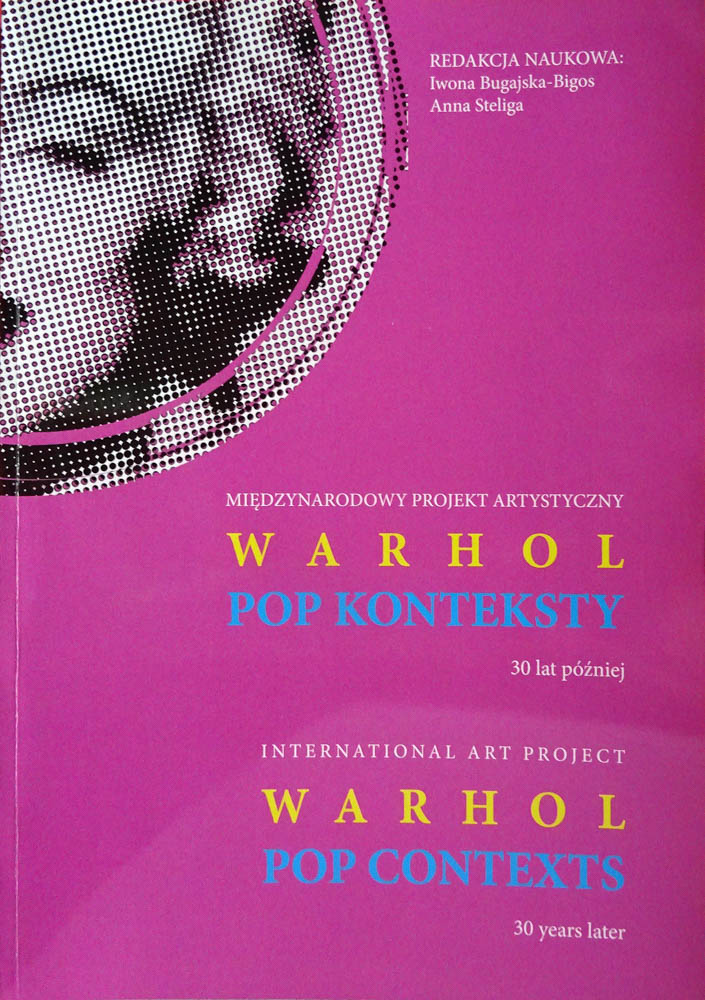 REDAKCJA NAUKOWA:
Iwona Bugajska-Bigos
Anna Steliga
MIĘDZYNARODOWY PROJEKT ARTYSTYCZNY
WARHOL
POP KONTEKSTY
30 lat później
INTERNATIONAL ART PROJECT
WARHOL
POP CONTEXTS
30 years later